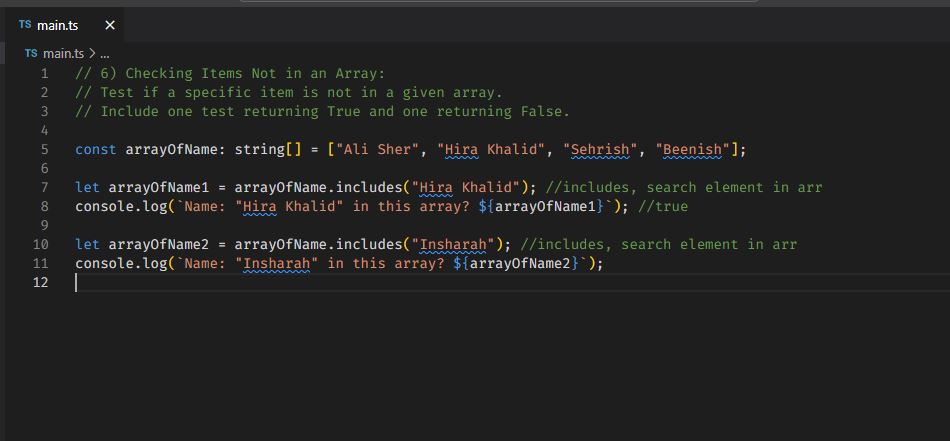 TS main.ts ×
TS main.ts > ...
1 // 6) Checking Items Not in an Array:
2 // Test if a specific item is not in a given array.
3 // Include one test returning True and one returning False.
4
5 const arrayOfName: string[] = ["Ali Sher", "Hira Khalid", "Sehrish", "Beenish"];
6
7 let arrayOfName1 = arrayOfName.includes("Hira Khalid"); //includes, search element in arr
8 console.log(`Name: "Hira Khalid" in this array? ${arrayOfName1}`); //true
9
10 let arrayOfName2 = arrayOfName.includes("Insharah"); //includes, search element in arr
11 console.log(`Name: "Insharah" in this array? ${arrayOfName2}`);
12